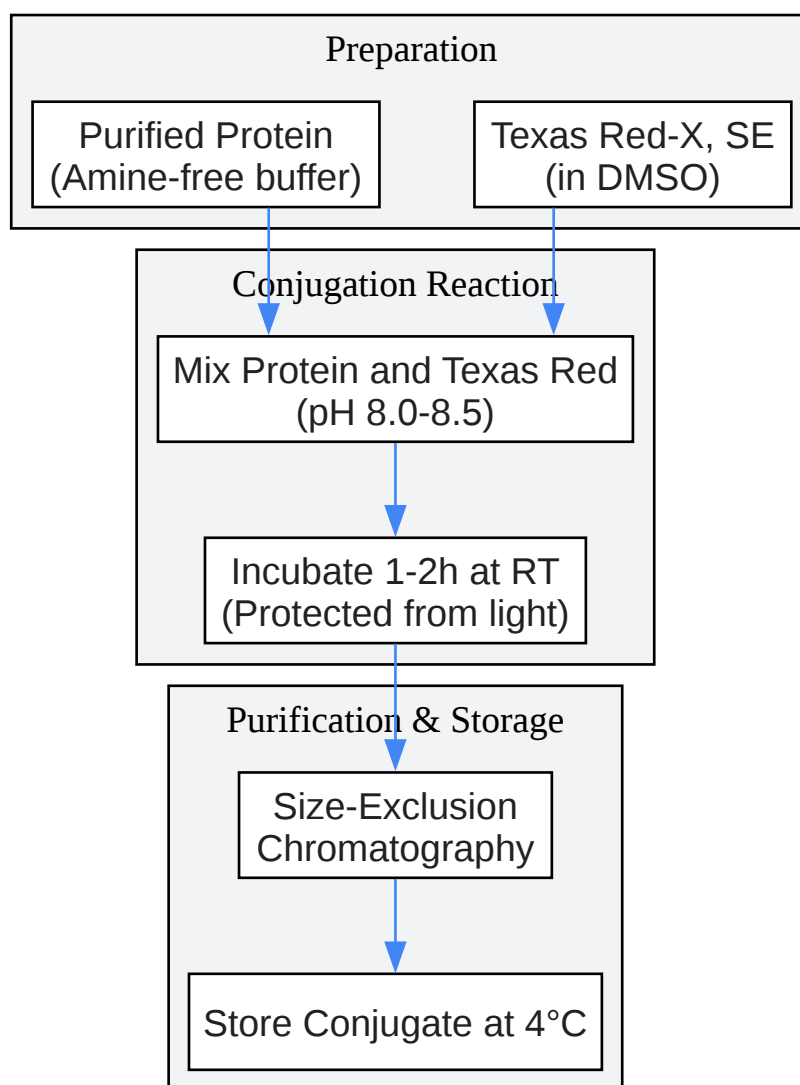 Preparation
Purified Protein
(Amine-free buffer)
Texas Red-X, SE
(in DMSO)
Conjugation Reaction
Mix Protein and Texas Red
(pH 8.0-8.5)
Incubate 1-2h at RT
(Protected from light)
Purification & Storage
Size-Exclusion
Chromatography
Store Conjugate at 4°C